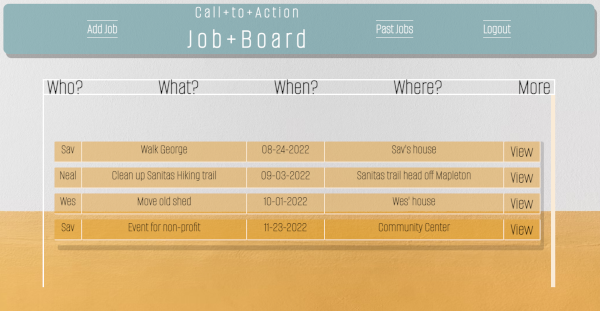 Call+to+Action
Add Job Job+Board Past Jobs Logout
Who? What? When? Where? More
Sav Walk George 08-24-2022 Sav's house View
Neal Clean up Sanitas Hiking trail 09-03-2022 Sanitas trail head off Mapleton View
Wes Move old shed 10-01-2022 Wes' house View
Sav Event for non-profit 11-23-2022 Community Center View